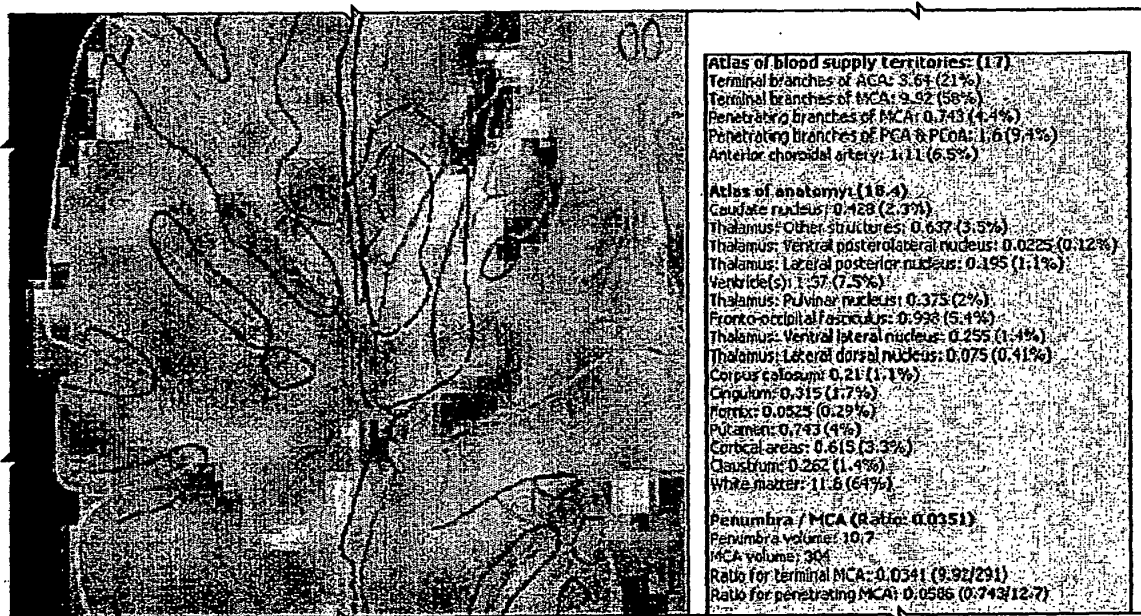 Atlas of blood supply territories: (17)
Terminal branches of ACA: 3.64 (21%)
Terminal branches of MCA: 9.92 (58%)
Penetrating branches of MCA: 0.743 (4.4%)
Penetrating branches of PCA & PCoA: 1.6 (9.4%)
Anterior choroidal artery: 1.11 (6.5%)
Atlas of anatomy: (18.4)
Caudate nucleus: 0.428 (2.3%)
Thalamus: Other structures: 0.637 (3.5%)
Thalamus: Ventral posterolateral nucleus: 0.0225 (0.12%)
Thalamus: Lateral posterior nucleus: 0.195 (1.1%)
Ventricle(s): 1.37 (7.5%)
Thalamus: Pulvinar nucleus: 0.375 (2%)
Fronto-occipital fasciculus: 0.998 (5.4%)
Thalamus: Ventral lateral nucleus: 0.255 (1.4%)
Thalamus: Lateral dorsal nucleus: 0.075 (0.41%)
Corpus callosum: 0.21 (1.1%)
Cingulum: 0.315 (1.7%)
Fornix: 0.0525 (0.29%)
Putamen: 0.743 (4%)
Cortical areas: 0.615 (3.3%)
Claustrum: 0.262 (1.4%)
White matter: 11.6 (64%)
Penumbra / MCA (Ratio: 0.0351)
Penumbra volume: 10.7
MCA volume: 304
Ratio for terminal MCA: 0.0341 (9.92/291)
Ratio for penetrating MCA: 0.0586 (0.743/12.7)